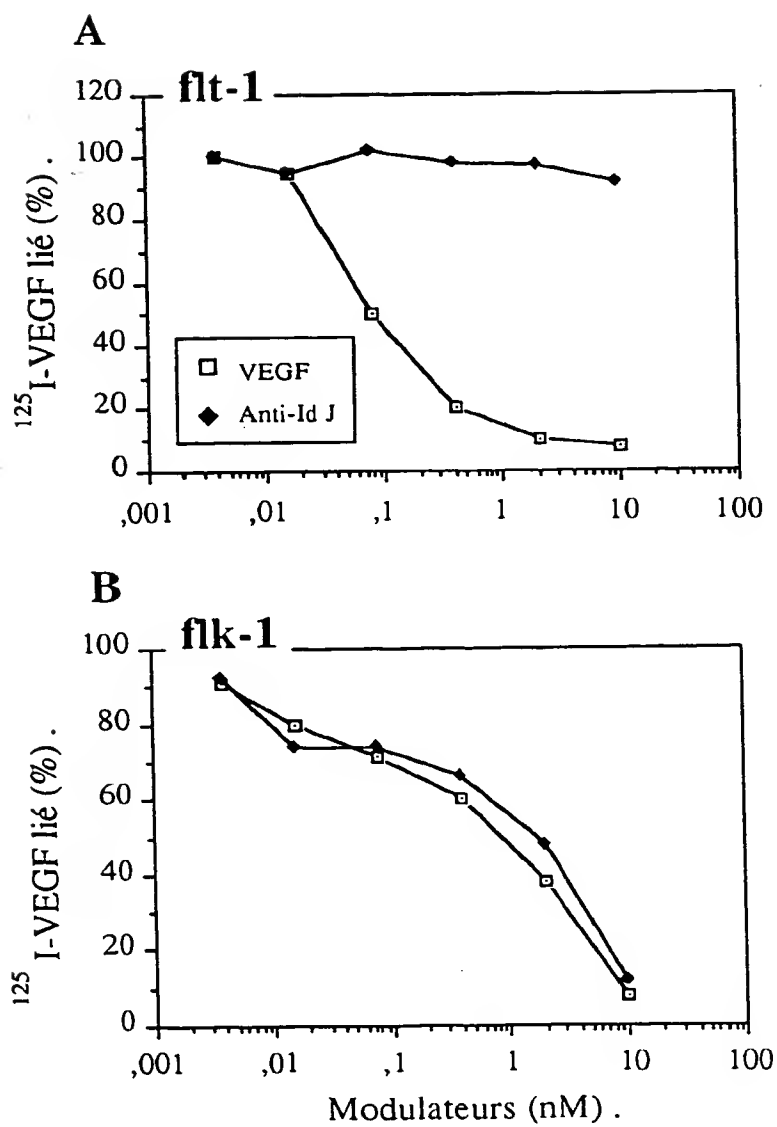 A
flt-1
120
100
80
60
40
20
0
125I-VEGF lié (%) .
VEGF
Anti-Id J
,001 ,01 ,1 1 10 100
B
flk-1
100
80
60
40
20
0
125 I-VEGF lié (%) .
,001 ,01 ,1 1 10 100
Modulateurs (nM) .